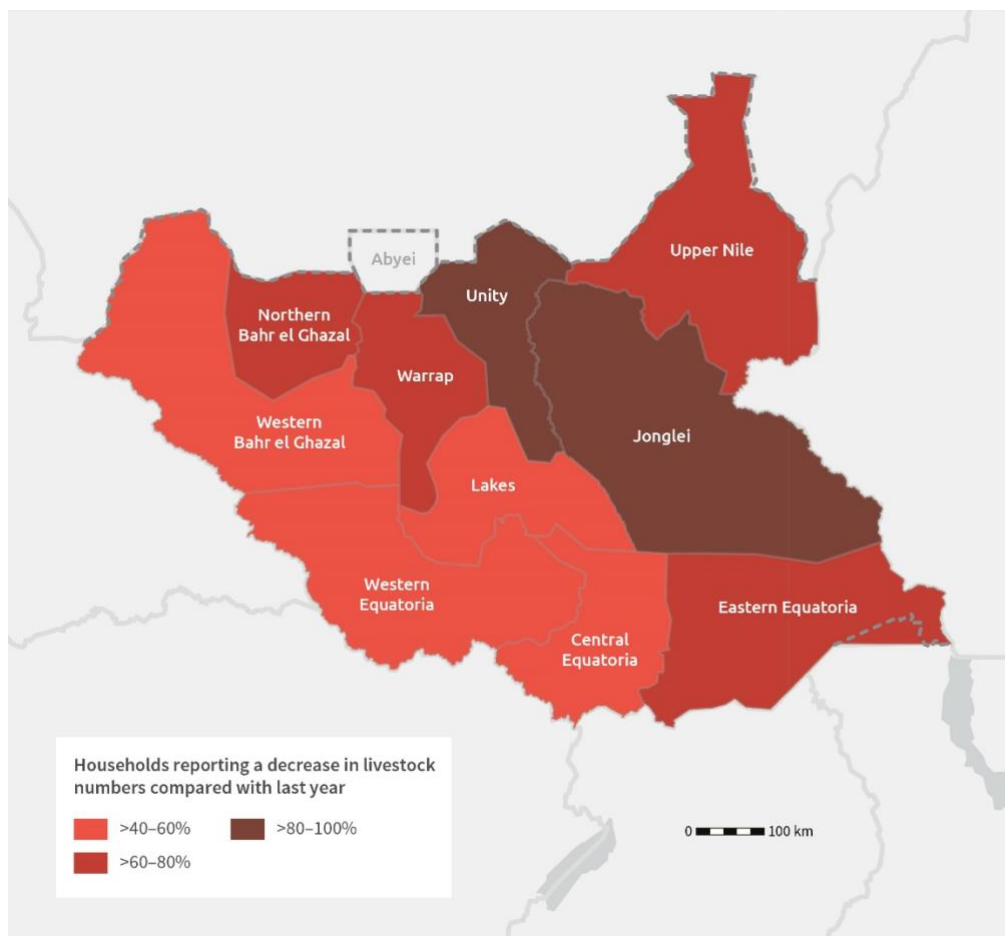 Upper Nile
Abyei
Unity
Northern
Bahr el Ghazal
Warrap
Western
Bahr el Ghazal
Jonglei
Lakes
Western
Equatoria
Eastern Equatoria
Central
Equatoria
Households reporting a decrease in livestock
numbers compared with last year
>40–60%
>80–100%
>60–80%
0 100 km